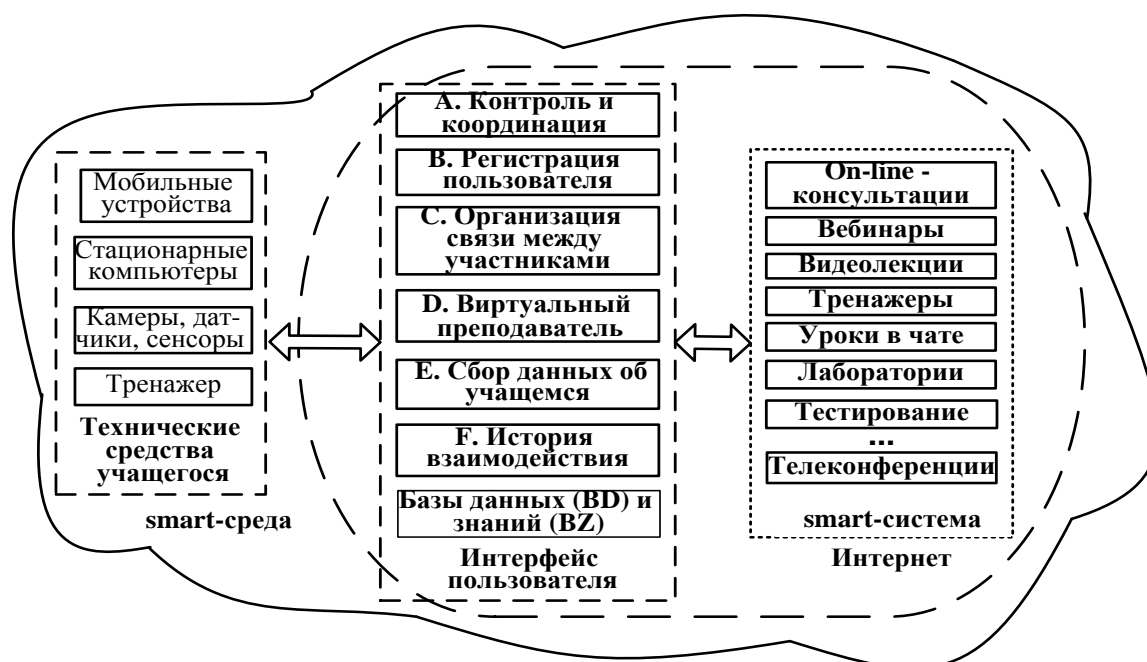 Мобильные
устройства
Стационарные
компьютеры
Камеры, дат-
чики, сенсоры
Тренажер
Технические
средства
учащегося
smart-среда
A. Контроль и
координация
B. Регистрация
пользователя
C. Организация
связи между
участниками
D. Виртуальный
преподаватель
E. Сбор данных об
учащемся
F. История
взаимодействия
Базы данных (BD) и
знаний (BZ)
Интерфейс
пользователя
On-line -
консультации
Вебинары
Видеолекции
Тренажеры
Уроки в чате
Лаборатории
Тестирование
...
Телеконференции
smart-система
Интернет